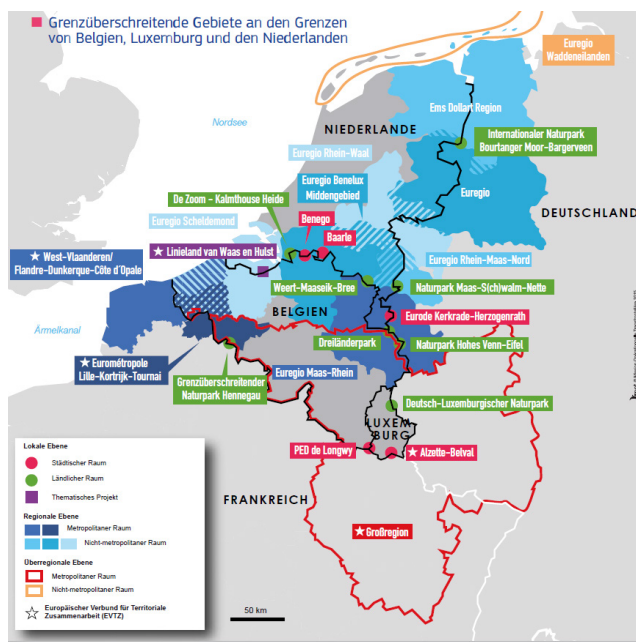 Grenzüberschreitende Gebiete an den Grenzen
von Belgien, Luxemburg und den Niederlanden
Euregio
Waddeneilanden
Nordsee
Ems Dollart Region
NIEDERLANDE
Internationaler Naturpark
Bourtanger Moor-Bargerveen
Euregio Rhein-Waal
Euregio Benelux
Middengebied
Euregio
De Zoom - Kalmthouse Heide
DEUTSCHLAND
Euregio Scheldemond
Benego
Baarle
☆ West-Vlaanderen/
Flandre-Dunkerque-Côte d'Opale
☆ Linieland van Waas en Hulst
Euregio Rhein-Maas-Nord
Weert-Maaseik-Bree
Naturpark Maas-S(ch)walm-Nette
BELGIEN
Eurode Kerkrade-Herzogenrath
Ärmelkanal
Dreiländerpark
Naturpark Hohes Venn-Eifel
☆ Eurométropole
Lille-Kortrijk-Tournai
Euregio Maas-Rhein
Grenzüberschreitender
Naturpark Hennegau
Deutsch-Luxemburgischer Naturpark
LUXEM
BURG
PED de Longwy
☆ Alzette-Belval
FRANKREICH
☆ Großregion
Lokale Ebene
Städtischer Raum
Ländlicher Raum
Thematisches Projekt
Regionale Ebene
Metropolitaner Raum
Nicht-metropolitaner Raum
Überregionale Ebene
Metropolitaner Raum
Nicht-metropolitaner Raum
Europäischer Verbund für Territoriale
Zusammenarbeit (EVTZ)
50 km